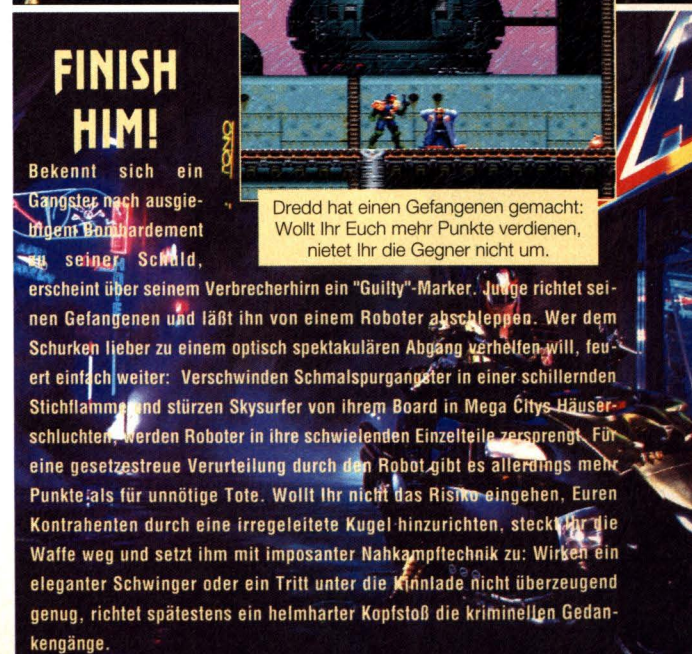 FINISH
HIM!
Bekennt sich ein
Gangster nach ausgie-
bigem Bombardement
zu seiner Schuld,
erscheint über seinem Verbrecherhirn ein "Guilty"-Marker. Judge richtet sei-
nen Gefangenen und läßt ihn von einem Roboter abschleppen. Wer dem
Schurken lieber zu einem optisch spektakulären Abgang verhelfen will, feu-
ert einfach weiter: Verschwinden Schmalspurgangster in einer schillernden
Stichflamme und stürzen Skysurfer von ihrem Board in Mega Citys Häuser-
schluchten, werden Roboter in ihre schwielenden Einzelteile zersprengt. Für
eine gesetzestreue Verurteilung durch den Robot gibt es allerdings mehr
Punkte als für unnötige Tote. Wollt Ihr nicht das Risiko eingehen, Euren
Kontrahenten durch eine irregeleitete Kugel hinzurichten, steckt Ihr die
Waffe weg und setzt ihm mit imposanter Nahkampftechnik zu: Wirken ein
eleganter Schwinger oder ein Tritt unter die Kinnlade nicht überzeugend
genug, richtet spätestens ein helmharter Kopfstoß die kriminellen Gedan-
kengänge.
Dredd hat einen Gefangenen gemacht:
Wollt Ihr Euch mehr Punkte verdienen,
nietet Ihr die Gegner nicht um.